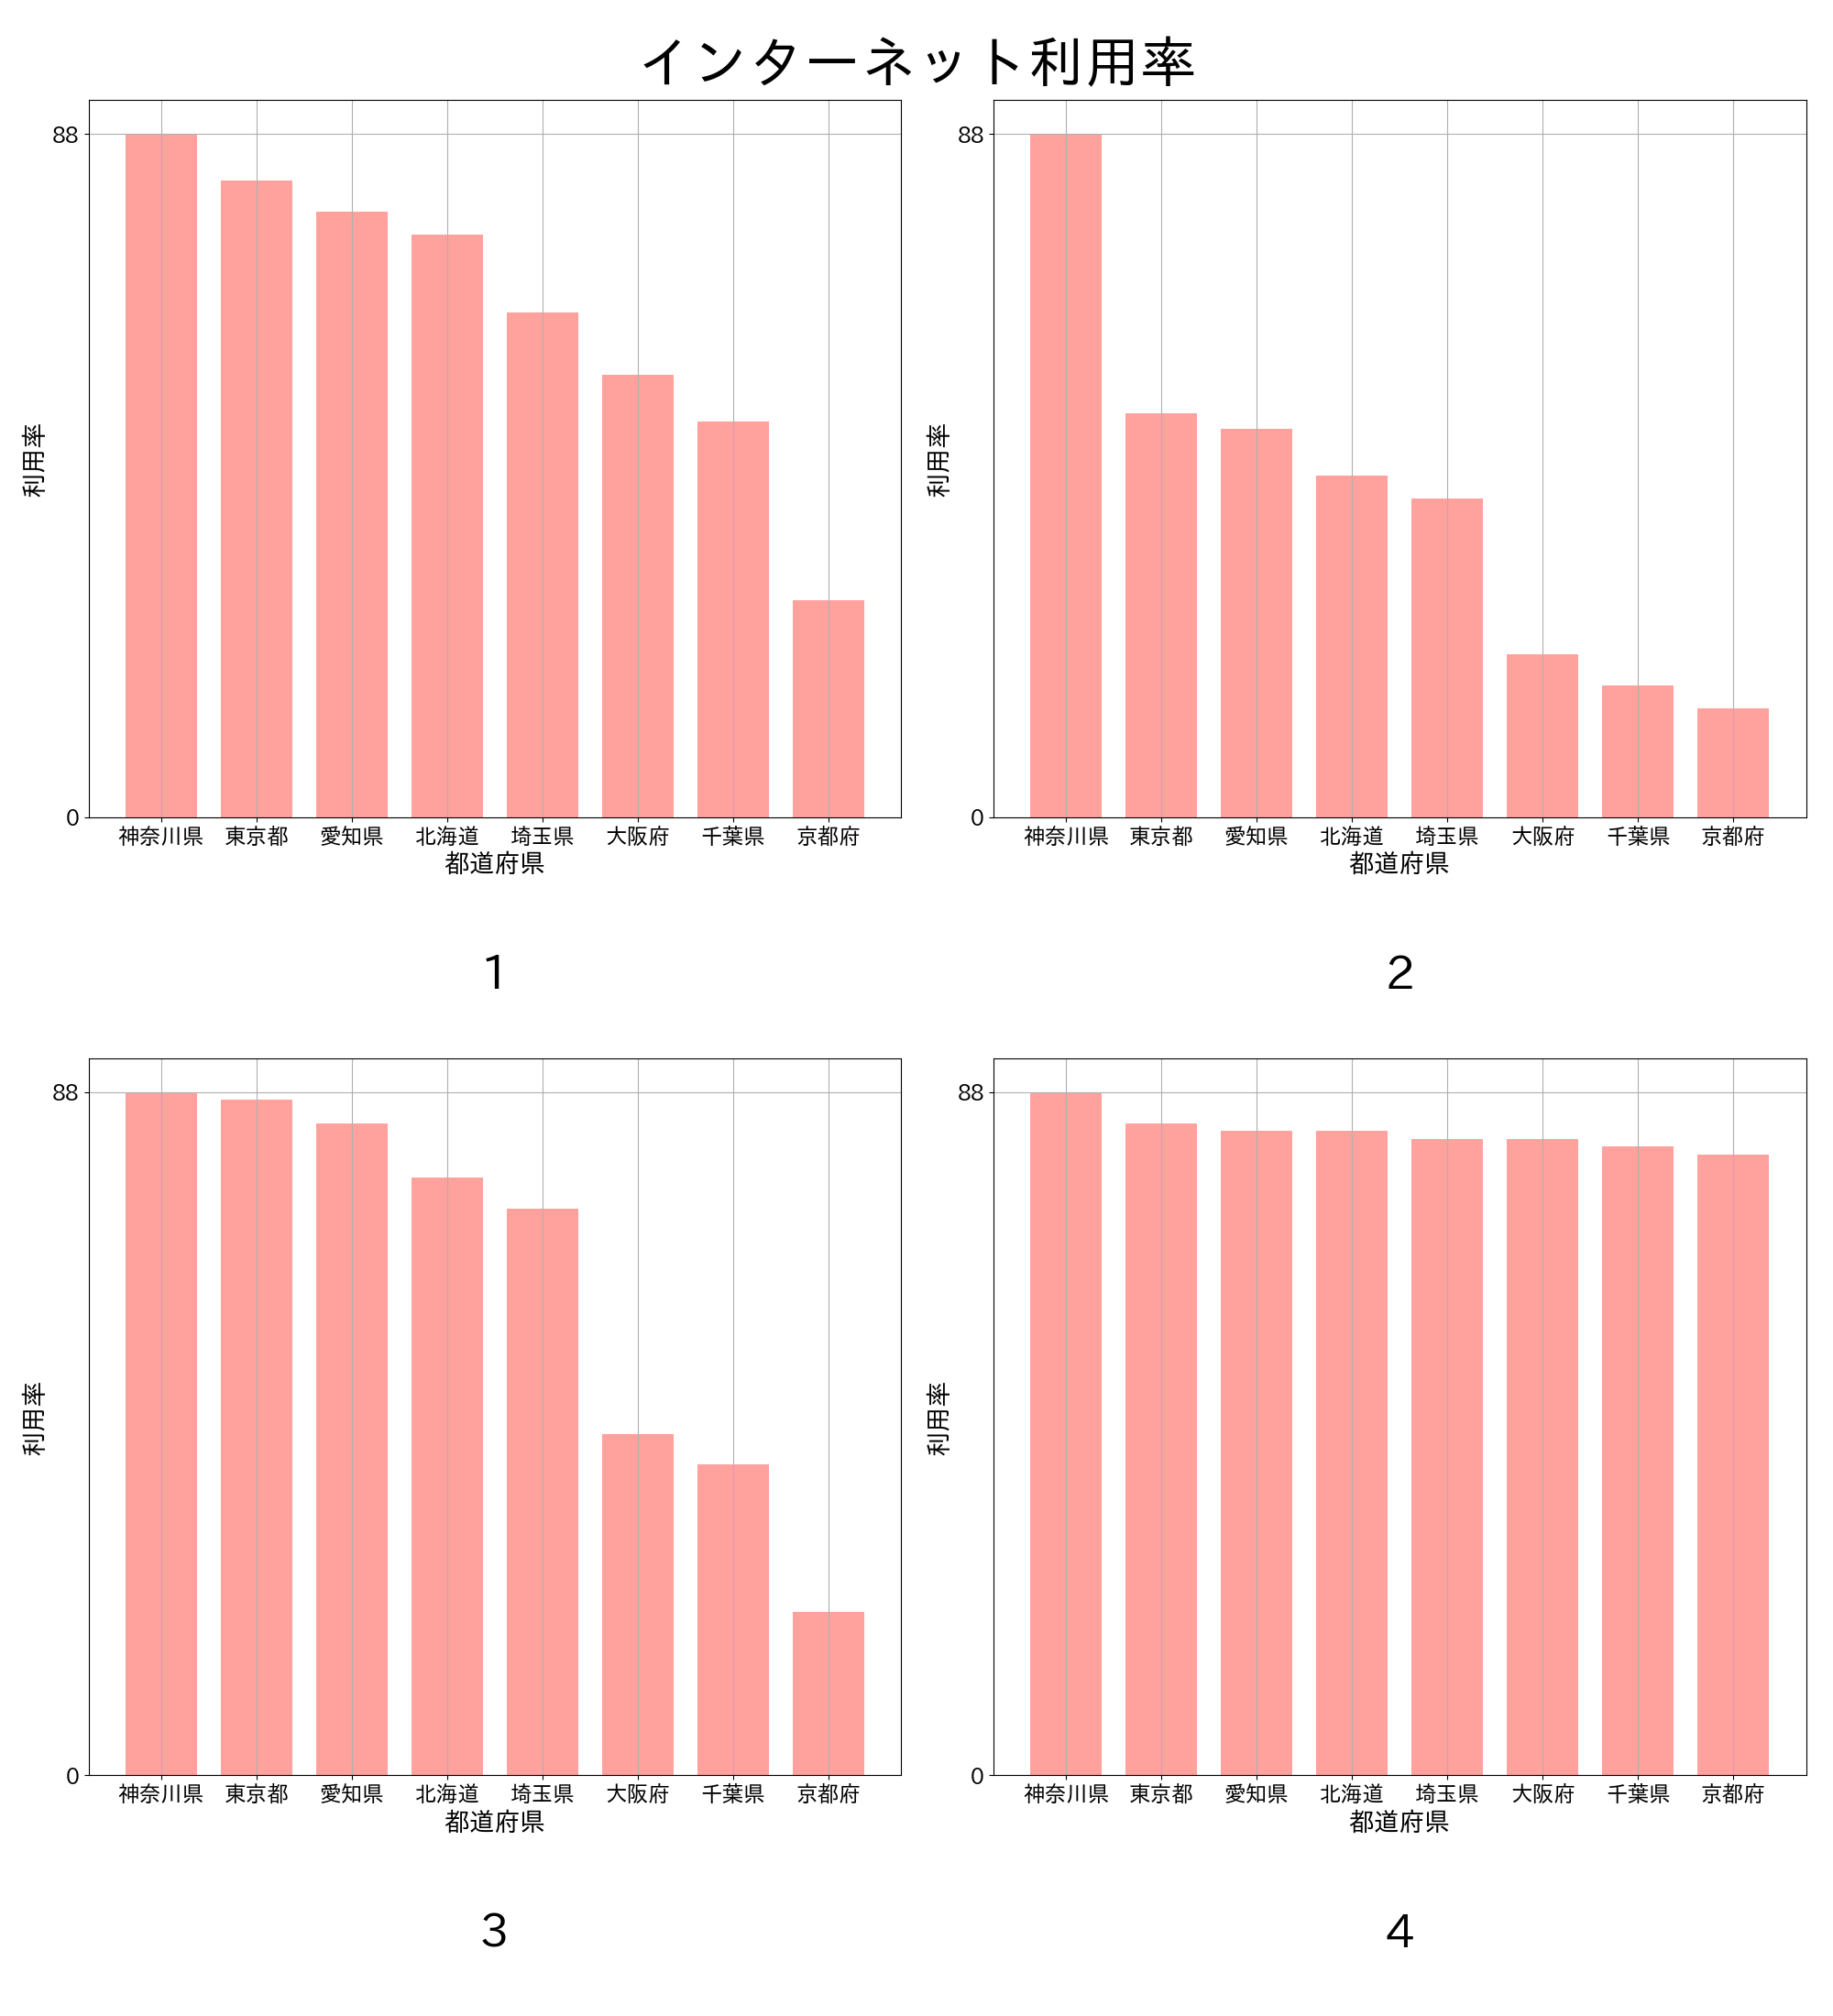 インターネット利用率
88
0
利用率
神奈川県 東京都 愛知県 北海道 埼玉県 大阪府 千葉県 京都府
都道府県
1
88
0
利用率
神奈川県 東京都 愛知県 北海道 埼玉県 大阪府 千葉県 京都府
都道府県
2
88
0
利用率
神奈川県 東京都 愛知県 北海道 埼玉県 大阪府 千葉県 京都府
都道府県
3
88
0
利用率
神奈川県 東京都 愛知県 北海道 埼玉県 大阪府 千葉県 京都府
都道府県
4